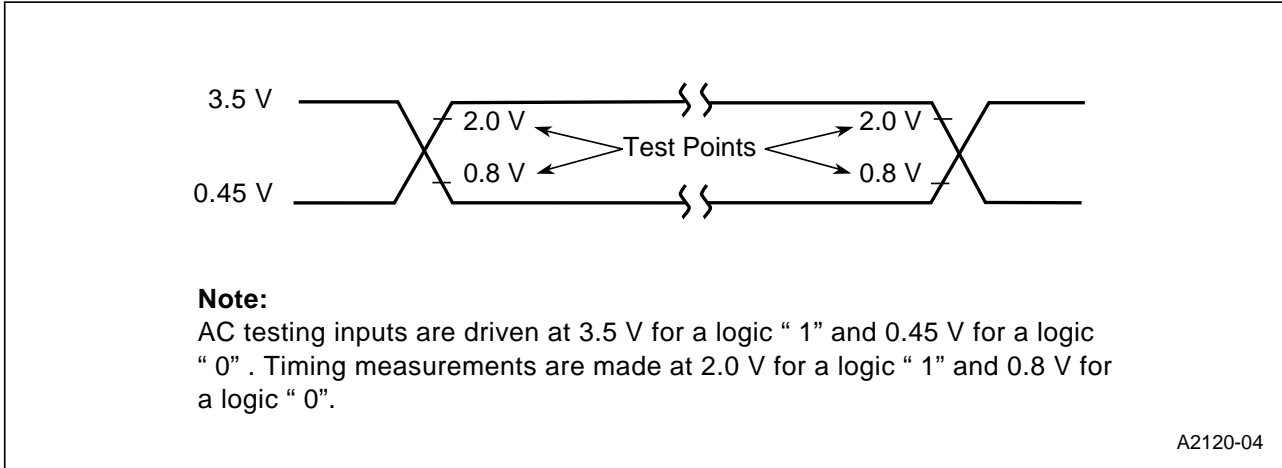 3.5 V
2.0 V
2.0 V
Test Points
0.8 V
0.8 V
0.45 V
Note:
AC testing inputs are driven at 3.5 V for a logic “ 1” and 0.45 V for a logic
“ 0” . Timing measurements are made at 2.0 V for a logic “ 1” and 0.8 V for
a logic “ 0”.
A2120-04